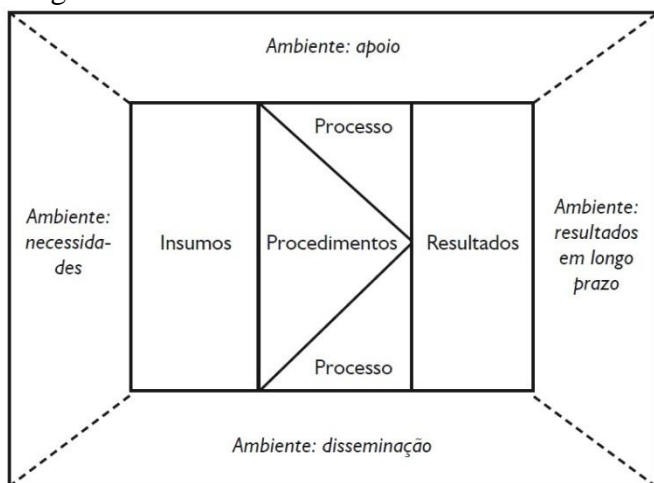 Ambiente: apoio
Processo
Ambiente:
necessida-
des
Insumos
Procedimentos
Resultados
Ambiente:
resultados
em longo
prazo
Processo
Ambiente: disseminação